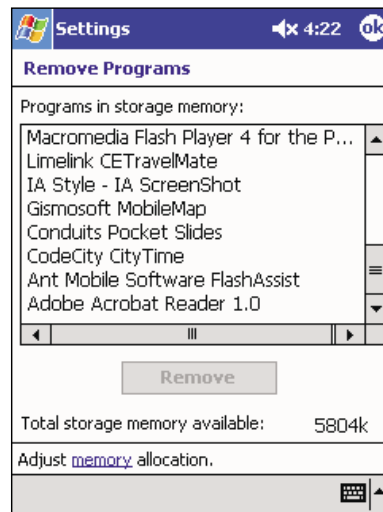 Settings 4:22 ok
Remove Programs
Programs in storage memory:
Macromedia Flash Player 4 for the P...
Limelink CETravelMate
IA Style - IA ScreenShot
Gismosoft MobileMap
Conduits Pocket Slides
CodeCity CityTime
Ant Mobile Software FlashAssist
Adobe Acrobat Reader 1.0
Remove
Total storage memory available: 5804k
Adjust memory allocation.